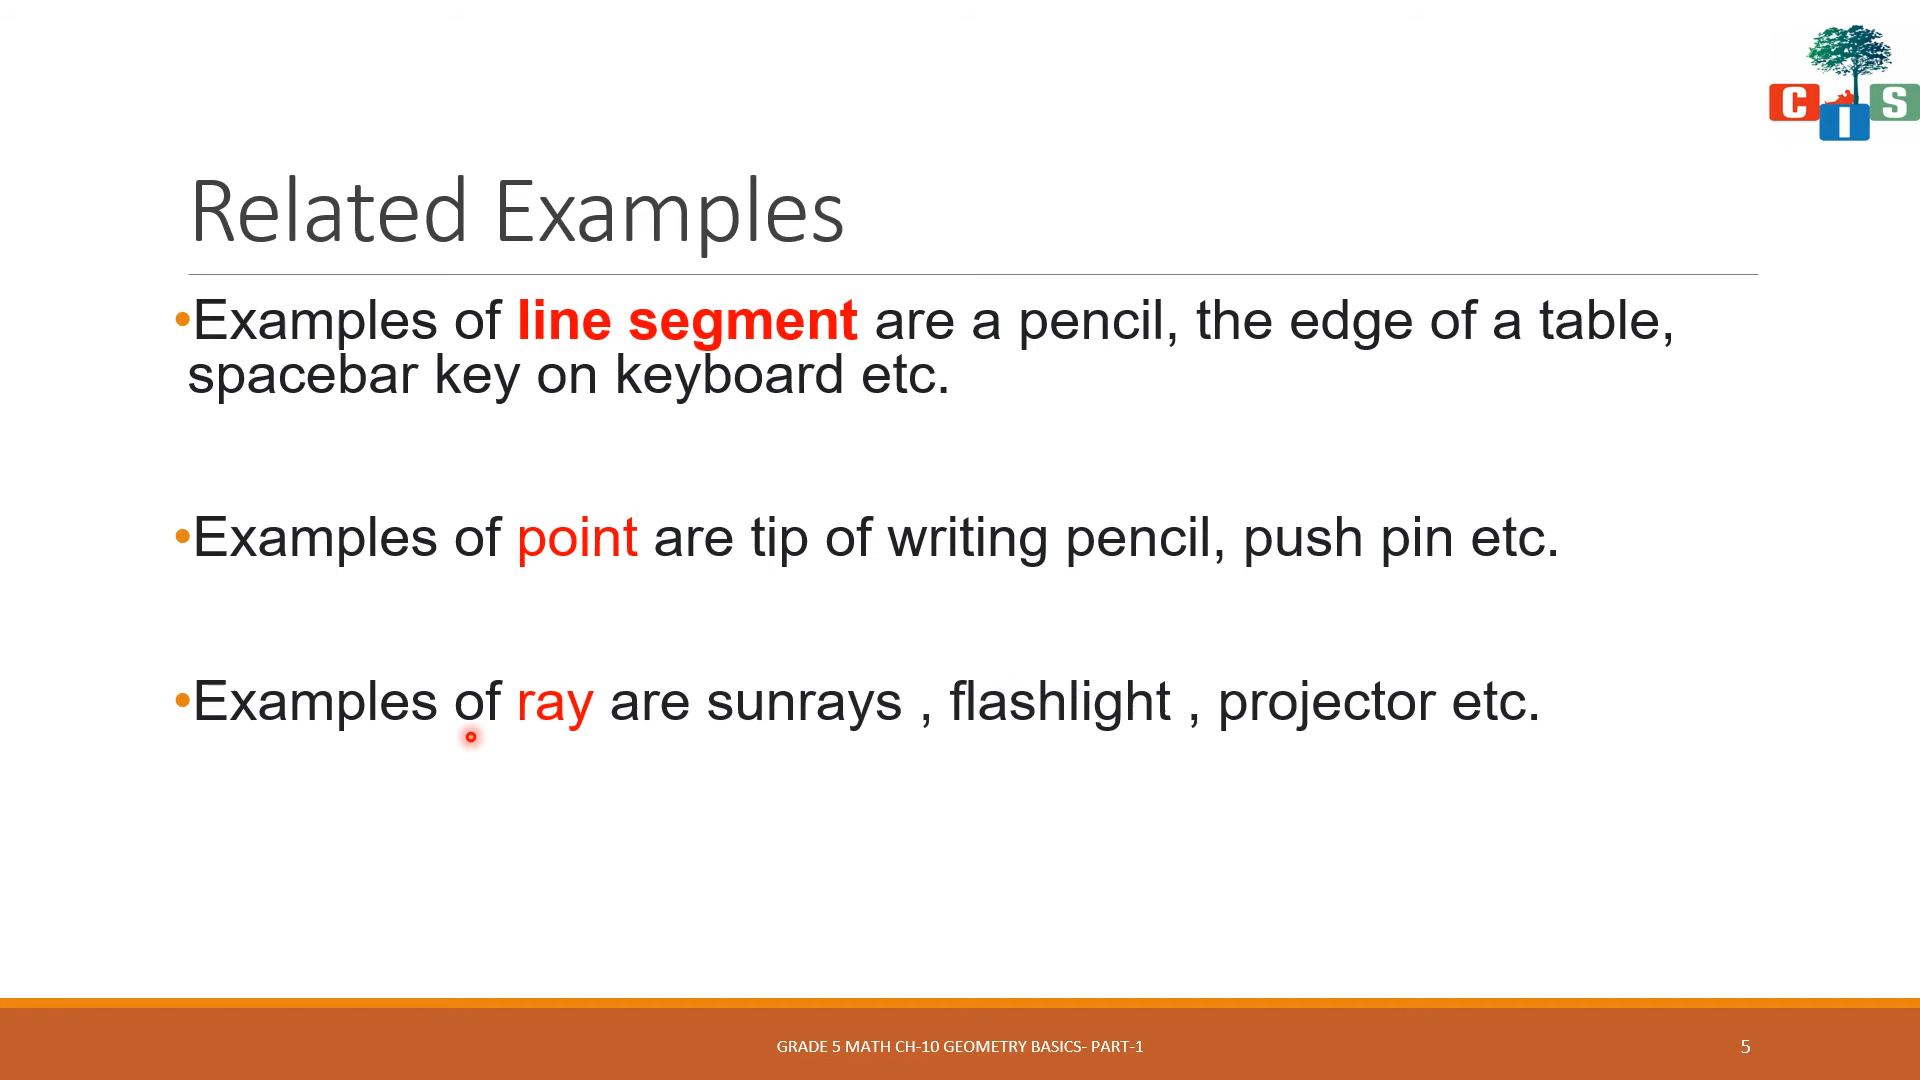 C I S
Related Examples
•Examples of line segment are a pencil, the edge of a table,
spacebar key on keyboard etc.
•Examples of point are tip of writing pencil, push pin etc.
•Examples of ray are sunrays , flashlight , projector etc.
GRADE 5 MATH CH-10 GEOMETRY BASICS- PART-1
5